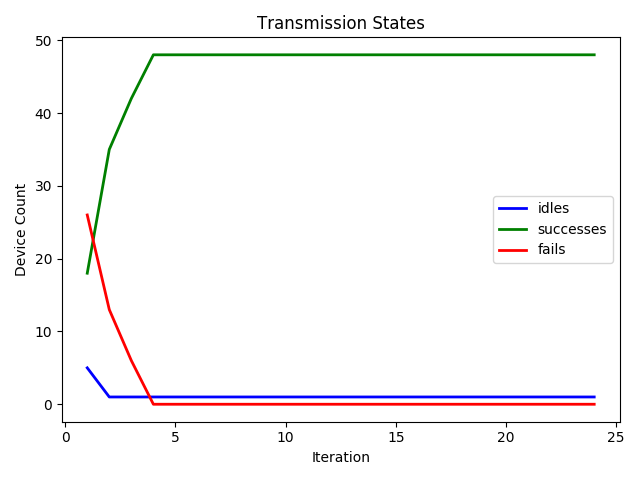 Transmission States
Device Count
50
40
30
20
10
0
idles
successes
fails
0 5 10 15 20 25
Iteration